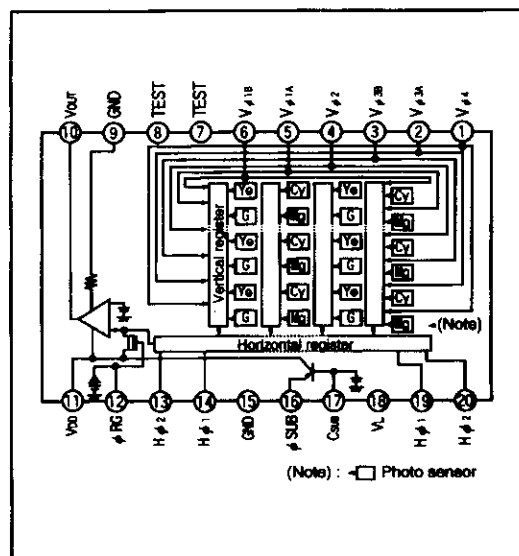 VOUT GND TEST TEST Vφ1B Vφ1A Vφ2 Vφ3B Vφ3A Vφ4
10 9 8 7 6 5 4 3 2 1
Vertical register
Ye Cy Ye Cy
G Mg G Mg
Ye Cy Ye Cy
G Mg G Mg
Ye Cy Ye Cy
G Mg G Mg
(Note)
Horizontal register
11 12 13 14 15 16 17 18 19 20
VDD φRG Hφ2 Hφ1 GND φSUB CSUB VL Hφ1 Hφ2
(Note) : Photo sensor